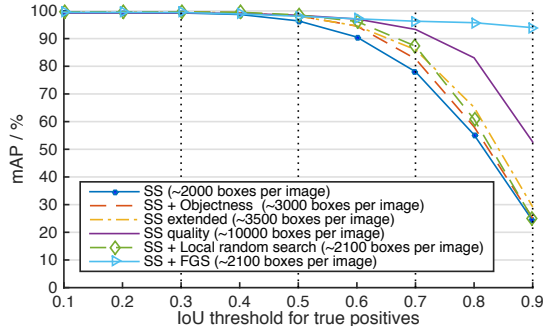 100
90
80
70
60
50
40
30
20
10
0
mAP / %
SS (~2000 boxes per image)
SS + Objectness (~3000 boxes per image)
SS extended (~3500 boxes per image)
SS quality (~10000 boxes per image)
SS + Local random search (~2100 boxes per image)
SS + FGS (~2100 boxes per image)
0.1 0.2 0.3 0.4 0.5 0.6 0.7 0.8 0.9
IoU threshold for true positives